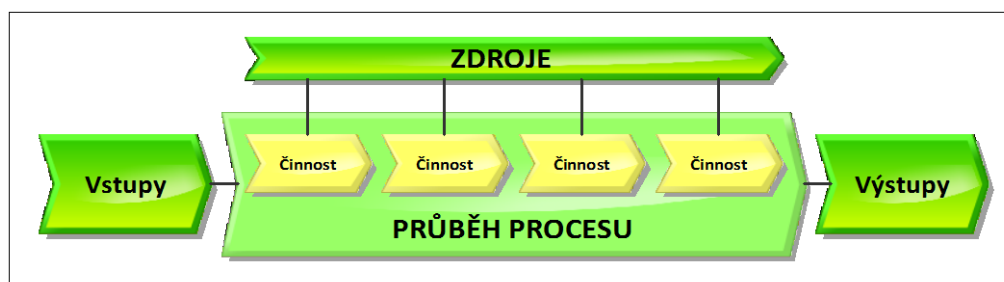 ZDROJE
Činnost Činnost Činnost Činnost
Vstupy
PRŮBĚH PROCESU
Výstupy